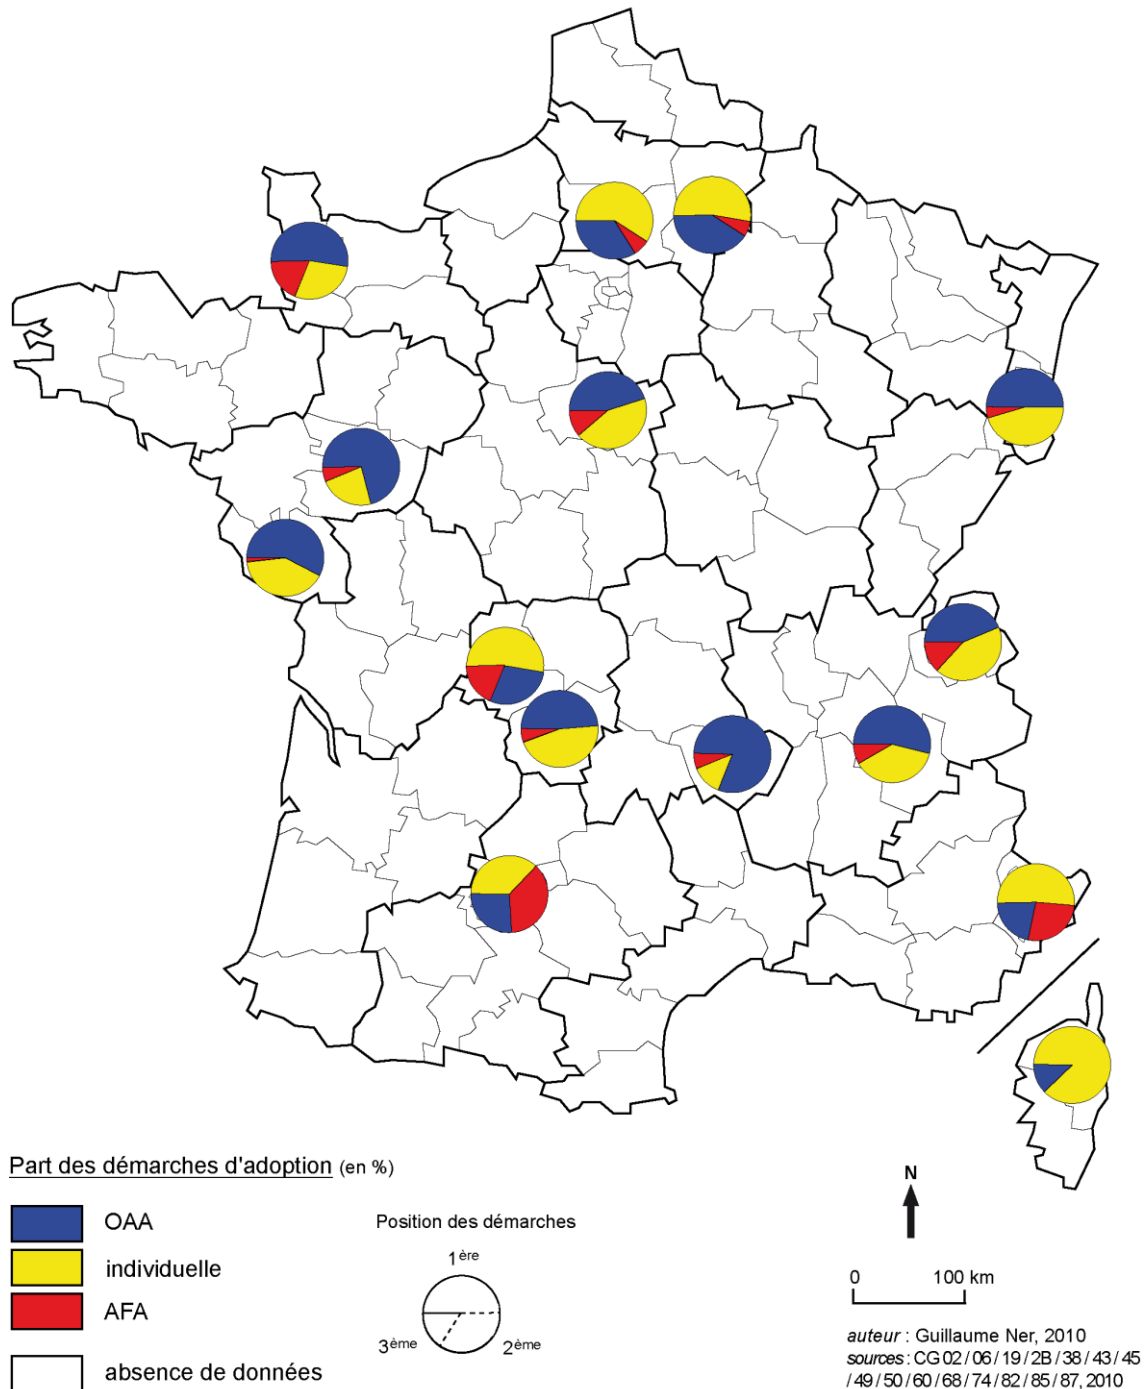 Part des démarches d'adoption (en %)
OAA
individuelle
AFA
absence de données
Position des démarches
1ère
3ème
2ème
N
0 100 km
auteur : Guillaume Ner, 2010
sources : CG 02 / 06 / 19 / 2B / 38 / 43 / 45
/ 49 / 50 / 60 / 68 / 74 / 82 / 85 / 87, 2010